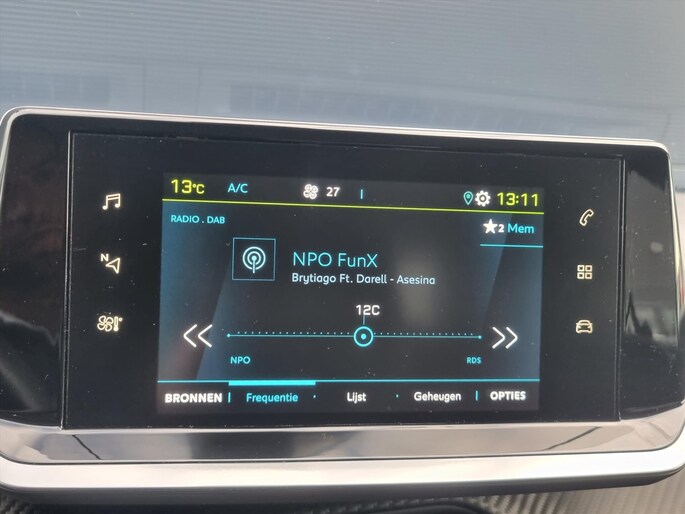 13°C A/C 27 13:11
RADIO . DAB
2 Mem
N
NPO FunX
Brytiago Ft. Darell - Asesina
12C
NPO RDS
BRONNEN Frequentie Lijst Geheugen OPTIES